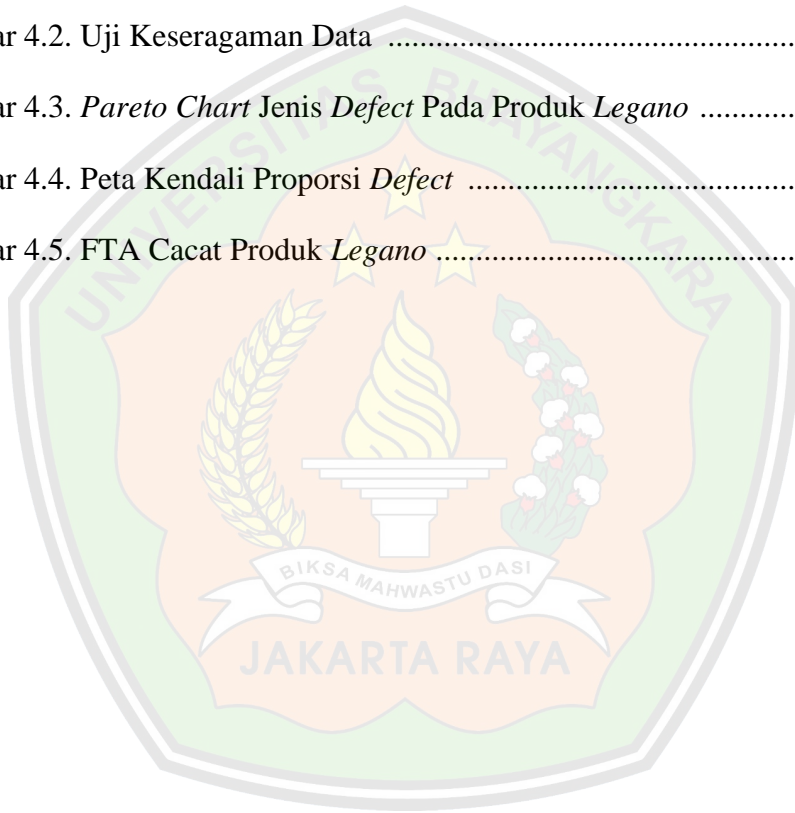 ar 4.2. Uji Keseragaman Data ....................................................
ar 4.3. Pareto Chart Jenis Defect Pada Produk Legano ............
ar 4.4. Peta Kendali Proporsi Defect .........................................
ar 4.5. FTA Cacat Produk Legano .............................................
UNIVERSITAS BHAYANGKARA
BIKSA MAHWASTU DASI
JAKARTA RAYA